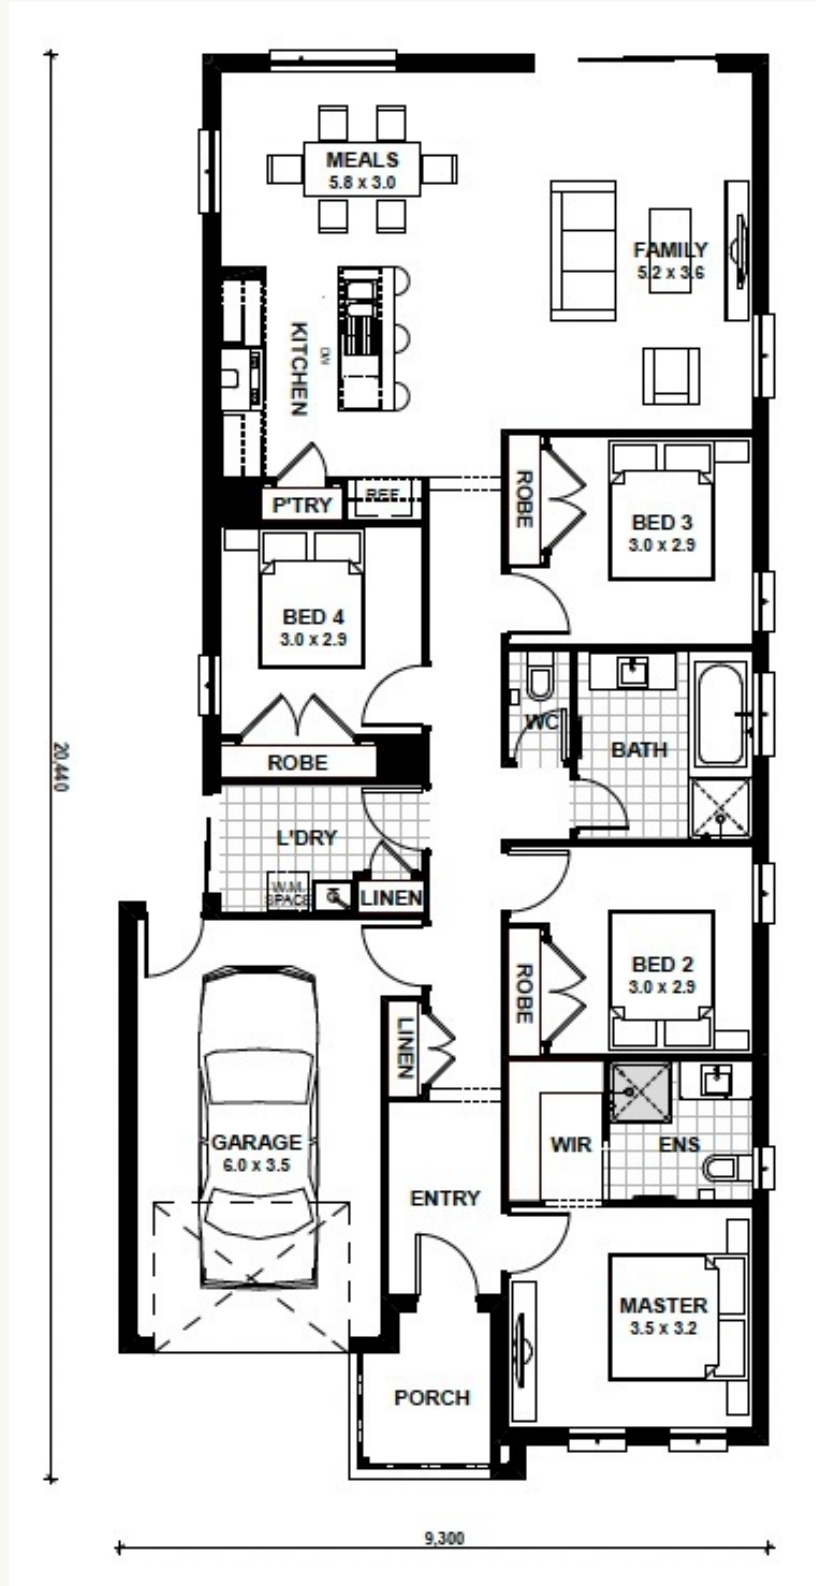 MEALS
5.8 x 3.0
FAMILY
5.2 x 3.6
KITCHEN
DW
P'TRY
REF
ROBE
BED 3
3.0 x 2.9
BED 4
3.0 x 2.9
WC
BATH
ROBE
20,440
L'DRY
W.M.
SPACE
LINEN
BED 2
3.0 x 2.9
ROBE
LINEN
GARAGE
6.0 x 3.5
WIR
ENS
ENTRY
MASTER
3.5 x 3.2
PORCH
9,300